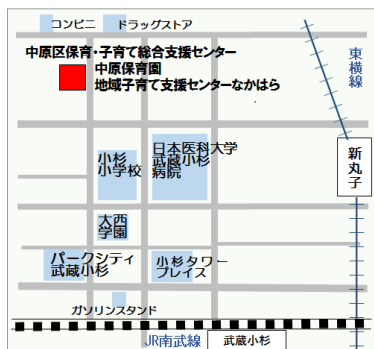 コンビニ
ドラッグストア
中原区保育・子育て総合支援センター
中原保育園
地域子育て支援センターなかはら
東横線
新丸子
小杉
小学校
日本医科大学
武蔵小杉
病院
大西
学園
パークシティ
武蔵小杉
小杉タワー
プレイス
ガソリンスタンド
JR南武線
武蔵小杉